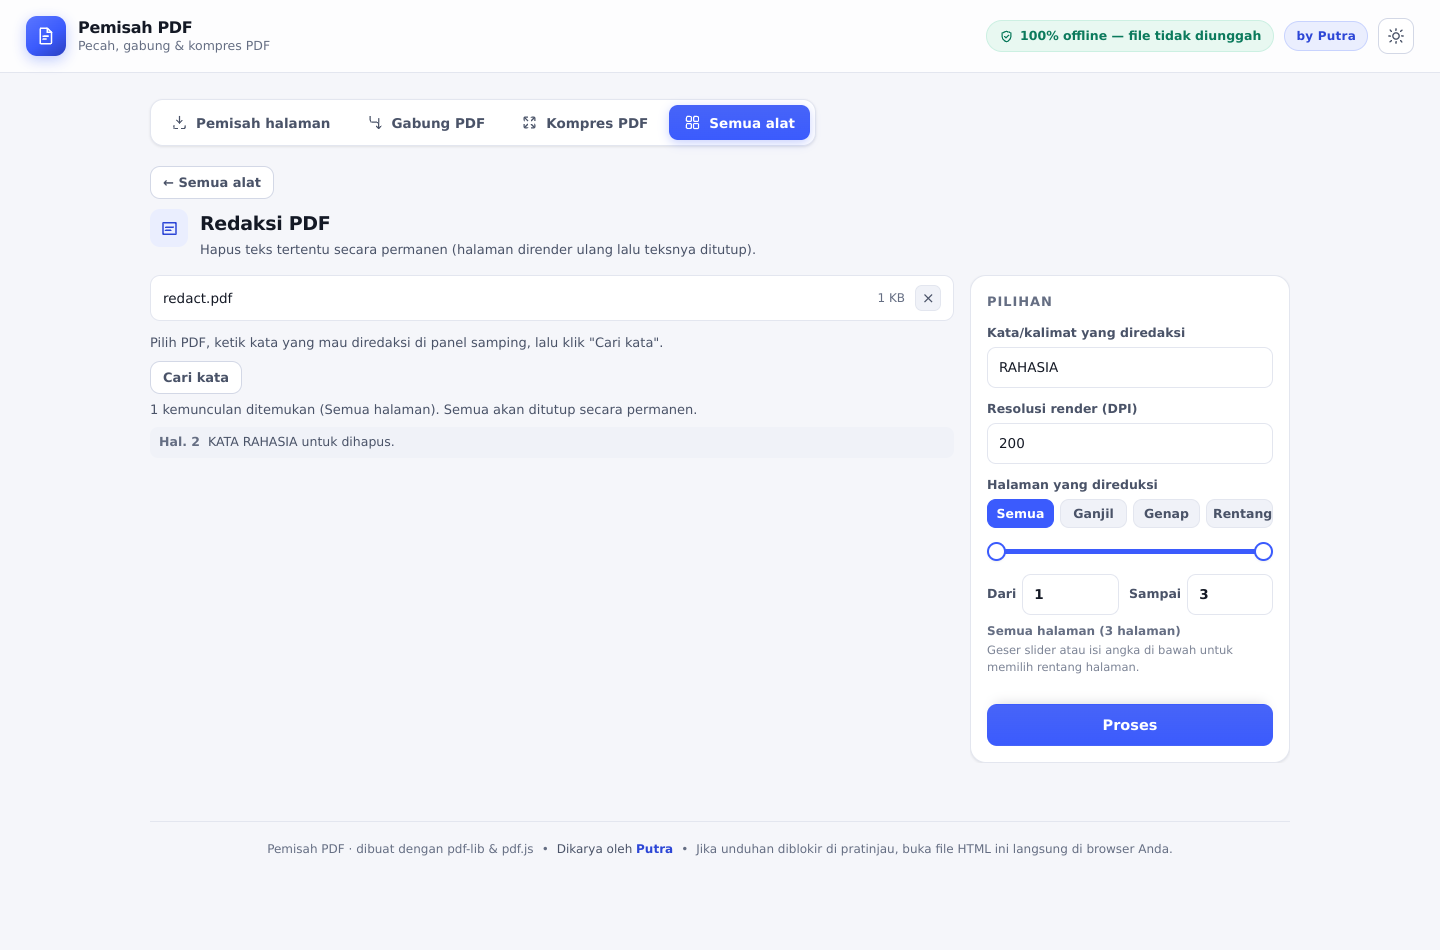 Pemisah PDF
Pecah, gabung & kompres PDF
100% offline — file tidak diunggah
by Putra
Pemisah halaman
Gabung PDF
Kompres PDF
Semua alat
← Semua alat
Redaksi PDF
Hapus teks tertentu secara permanen (halaman dirender ulang lalu teksnya ditutup).
redact.pdf
1 KB
Pilih PDF, ketik kata yang mau diredaksi di panel samping, lalu klik "Cari kata".
Cari kata
1 kemunculan ditemukan (Semua halaman). Semua akan ditutup secara permanen.
Hal. 2 KATA RAHASIA untuk dihapus.
PILIHAN
Kata/kalimat yang diredaksi
RAHASIA
Resolusi render (DPI)
200
Halaman yang direduksi
Semua
Ganjil
Genap
Rentang
Dari 1 Sampai 3
Semua halaman (3 halaman)
Geser slider atau isi angka di bawah untuk
memilih rentang halaman.
Proses
Pemisah PDF · dibuat dengan pdf-lib & pdf.js • Dikarya oleh Putra • Jika unduhan diblokir di pratinjau, buka file HTML ini langsung di browser Anda.